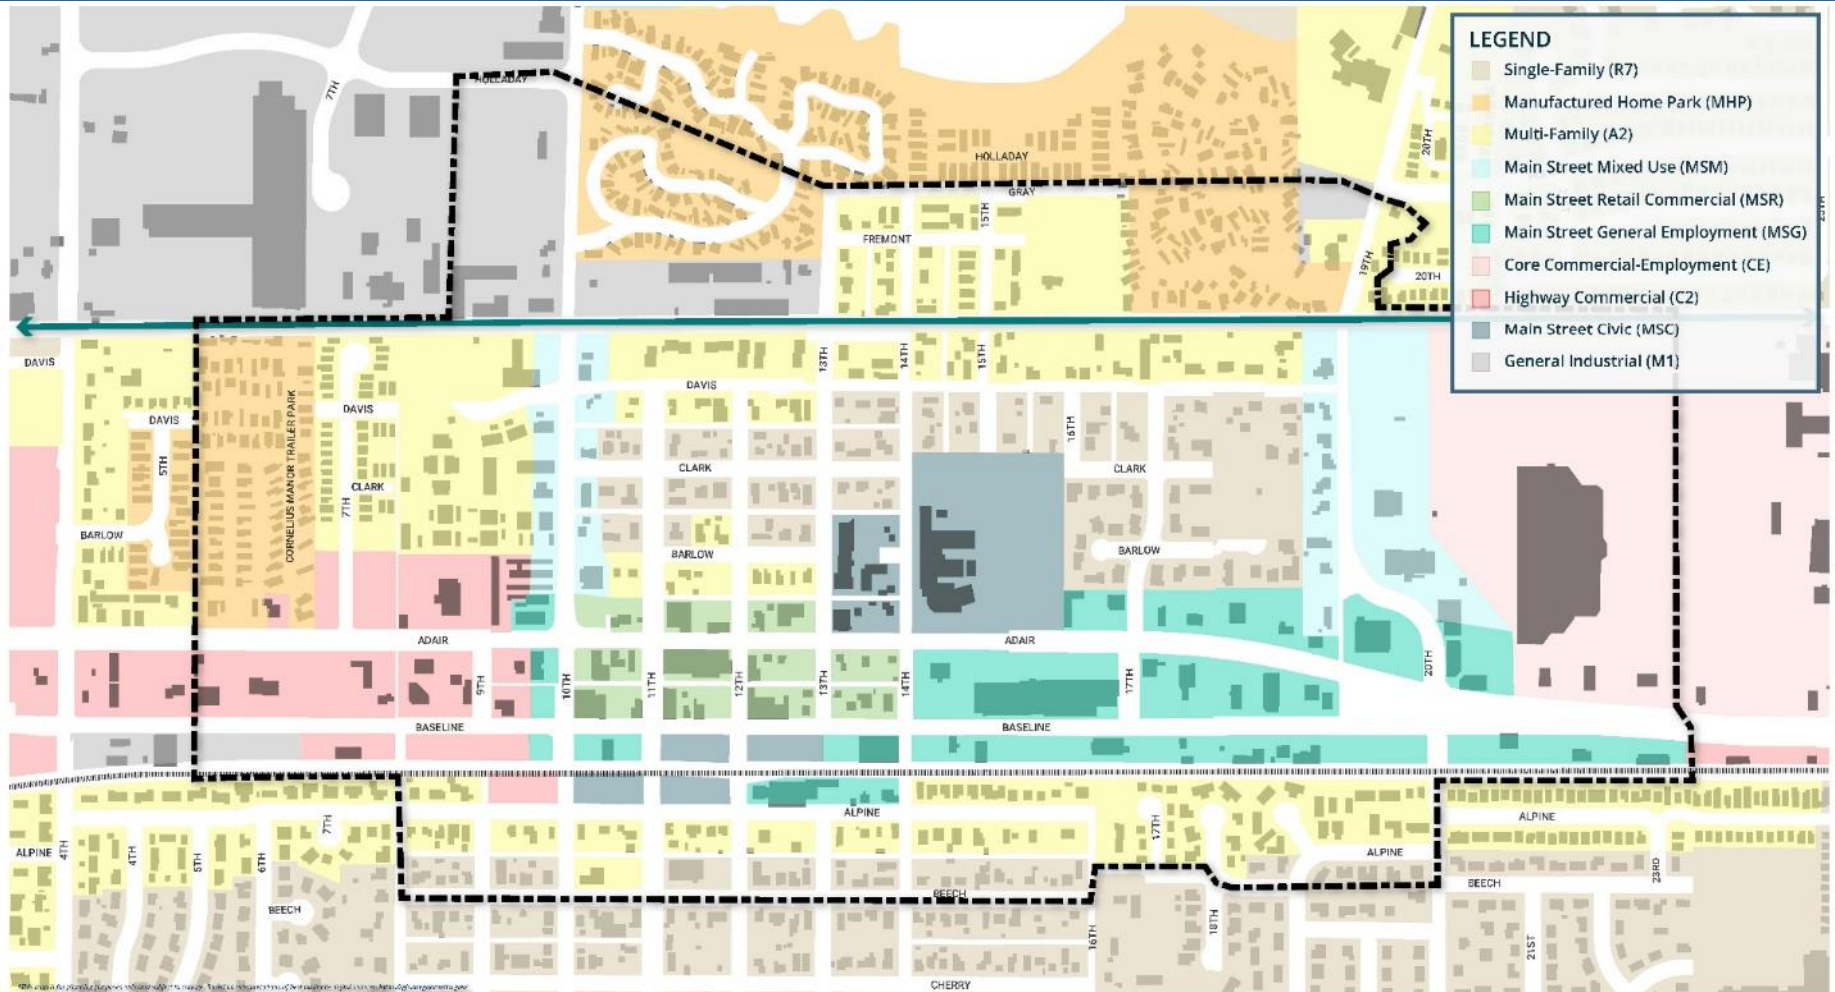 LEGEND
Single-Family (R7)
Manufactured Home Park (MHP)
Multi-Family (A2)
Main Street Mixed Use (MSM)
Main Street Retail Commercial (MSR)
Main Street General Employment (MSG)
Core Commercial-Employment (CE)
Highway Commercial (C2)
Main Street Civic (MSC)
General Industrial (M1)
HOLLADAY
7TH
20TH
HOLLADAY
GRAY
15TH
FREMONT
19TH
20TH
DAVIS
13TH
14TH
15TH
DAVIS
DAVIS
DAVIS
CORNELIUS MANOR TRAILER PARK
16TH
5TH
CLARK
CLARK
CLARK
7TH
BARLOW
BARLOW
BARLOW
ADAIR
ADAIR
9TH
10TH
11TH
12TH
13TH
14TH
17TH
20TH
BASELINE
BASELINE
ALPINE
ALPINE
7TH
17TH
ALPINE
4TH
4TH
5TH
6TH
ALPINE
23RD
BEECH
BEECH
BEECH
18TH
16TH
21ST
CHERRY